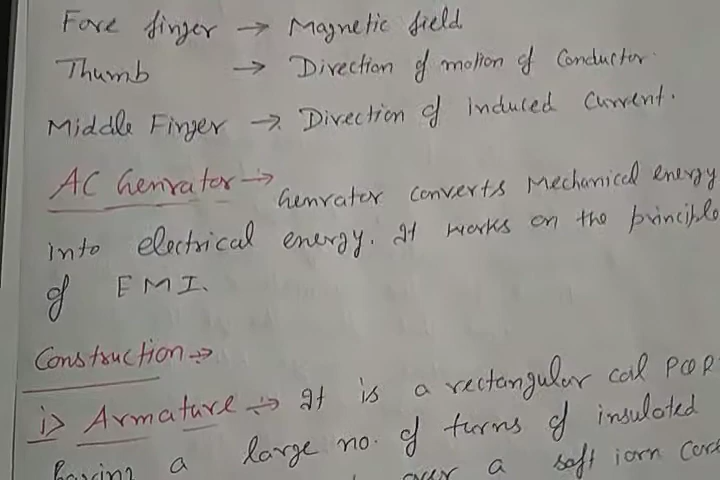 Fore finger → Magnetic field
Thumb → Direction of motion of Conductor.
Middle Finger → Direction of induced Current.
AC Genrator → Genrator converts Mechanical energy
into electrical energy. It works on the principle
of EMI.
Construction →
i> Armature → It is a rectangular coil PQR
having a large no. of turns of insulated
over a soft iorn core